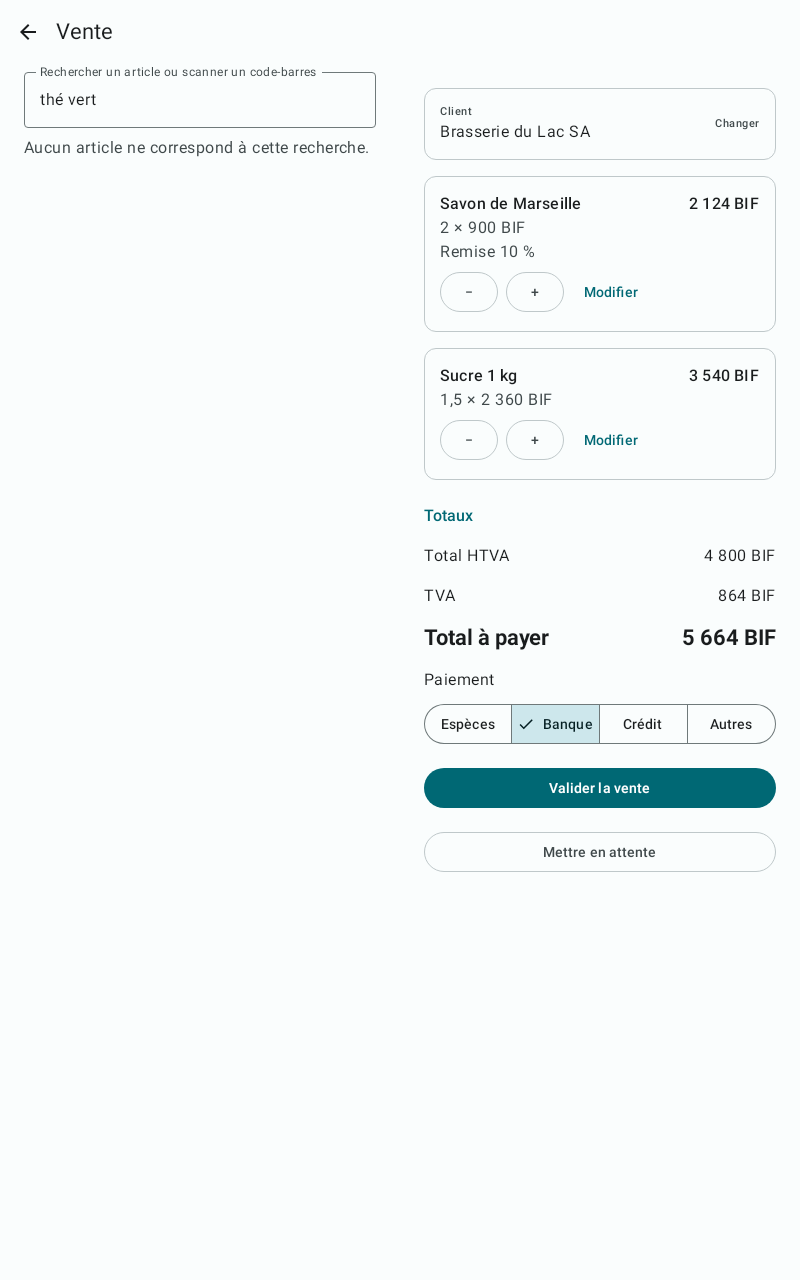 Vente
Rechercher un article ou scanner un code-barres
thé vert
Aucun article ne correspond à cette recherche.
Client
Brasserie du Lac SA
Changer
Savon de Marseille 2 124 BIF
2 × 900 BIF
Remise 10 %
− + Modifier
Sucre 1 kg 3 540 BIF
1,5 × 2 360 BIF
− + Modifier
Totaux
Total HTVA 4 800 BIF
TVA 864 BIF
Total à payer 5 664 BIF
Paiement
Espèces Banque Crédit Autres
Valider la vente
Mettre en attente